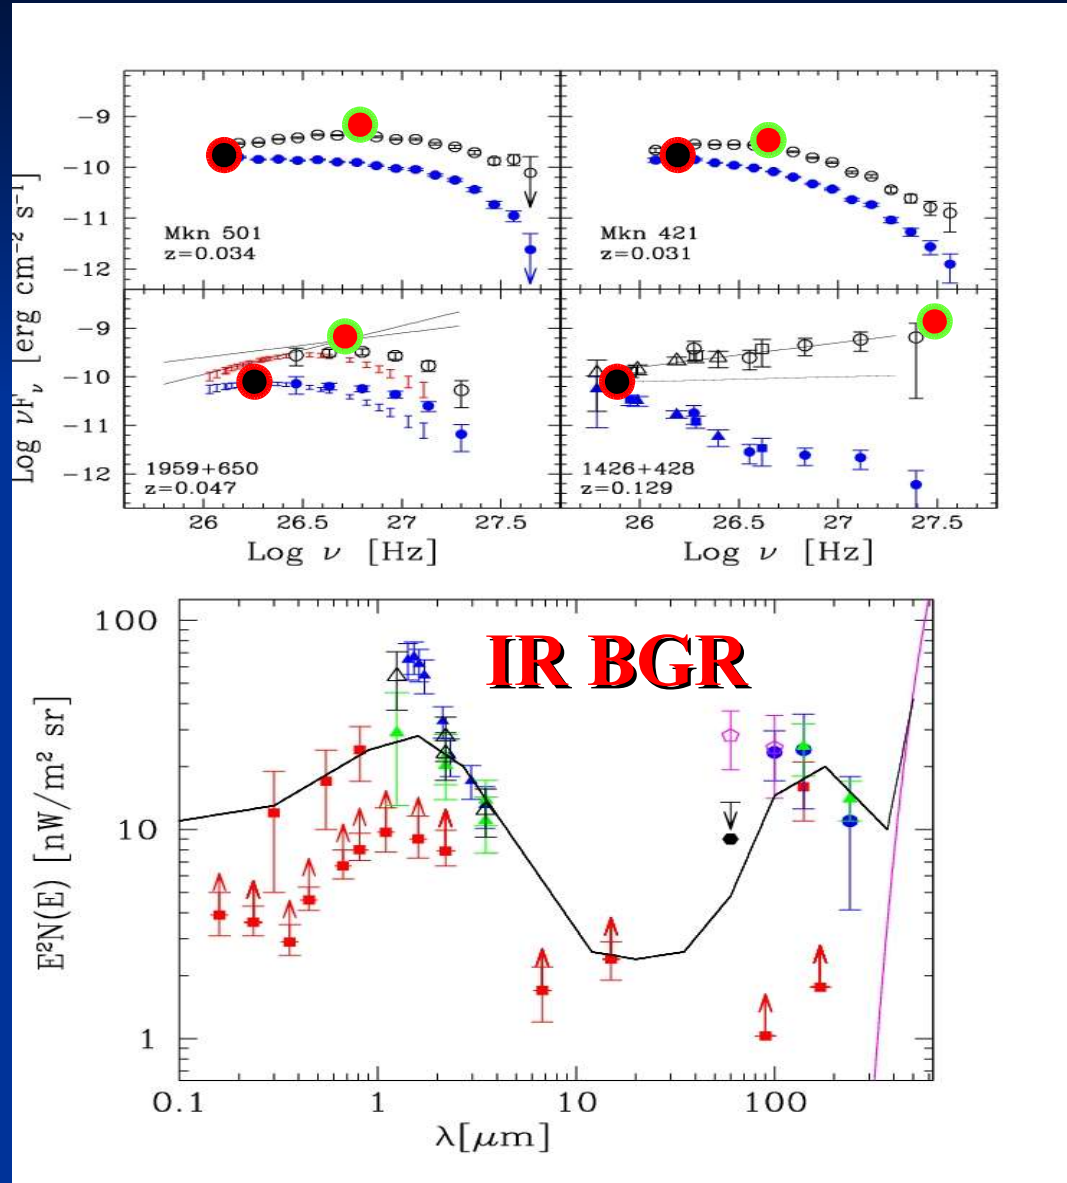 Log νFν [erg cm−2 s−1]
−9
−10
−11
−12
Mkn 501
z=0.034
Mkn 421
z=0.031
−9
−10
−11
−12
1959+650
z=0.047
1426+428
z=0.129
26 26.5 27 27.5
26 26.5 27 27.5
Log ν [Hz]
Log ν [Hz]
IR BGR
E²N(E) [nW/m² sr]
100
10
1
0.1 1 10 100
λ[μm]